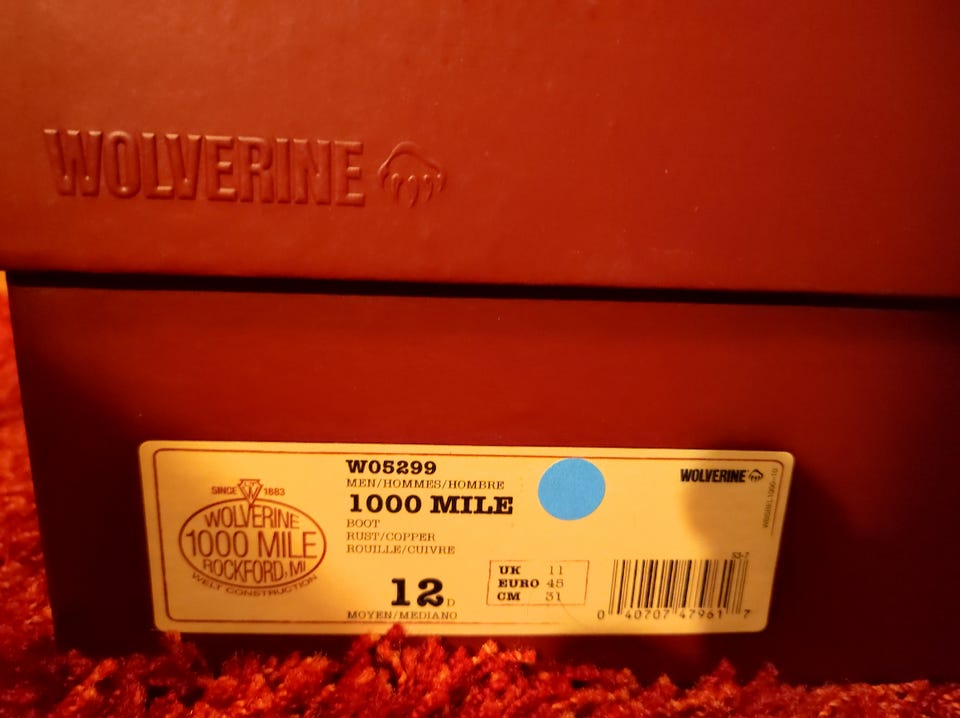 WOLVERINE
SINCE 1883
WOLVERINE
1000 MILE
ROCKFORD, MI
WELT CONSTRUCTION
W05299
MEN/HOMMES/HOMBRE
1000 MILE
BOOT
RUST/COPPER
ROUILLE/CUIVRE
12 D
MOYEN/MEDIANO
UK 11
EURO 45
CM 31
WOLVERINE
0 40707 47961 7